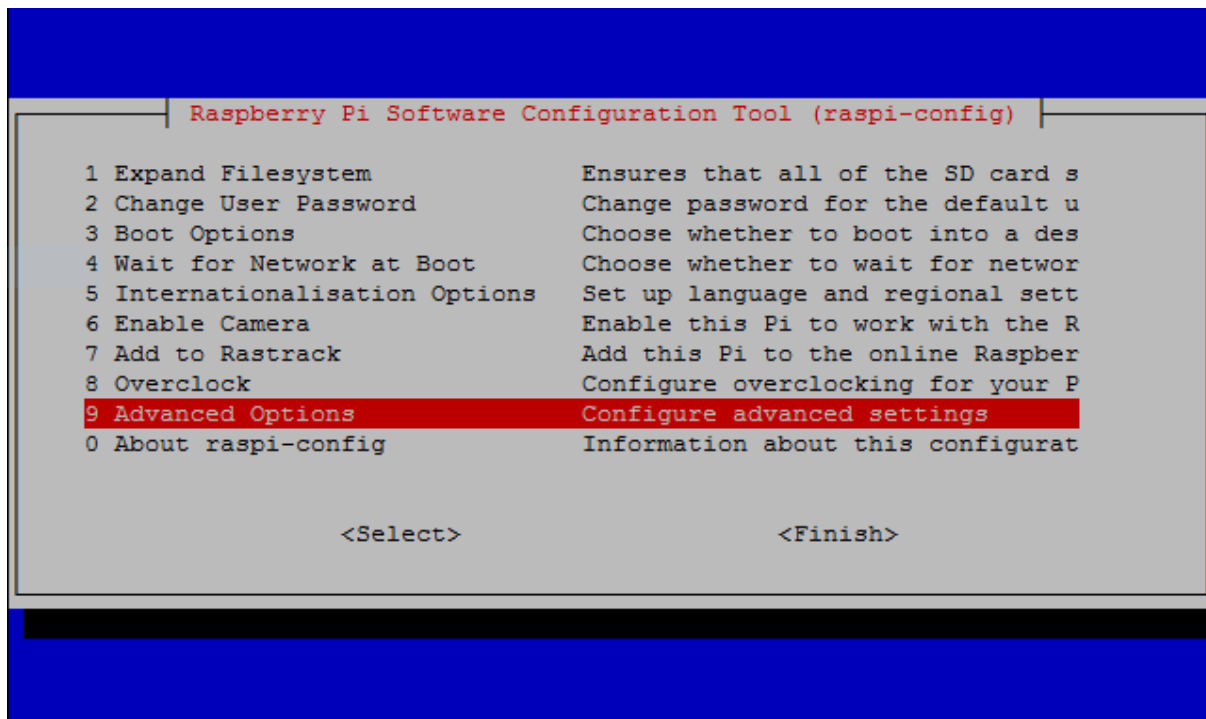 Raspberry Pi Software Configuration Tool (raspi-config)
1 Expand Filesystem Ensures that all of the SD card s
2 Change User Password Change password for the default u
3 Boot Options Choose whether to boot into a des
4 Wait for Network at Boot Choose whether to wait for networ
5 Internationalisation Options Set up language and regional sett
6 Enable Camera Enable this Pi to work with the R
7 Add to Rastrack Add this Pi to the online Raspber
8 Overclock Configure overclocking for your P
9 Advanced Options Configure advanced settings
0 About raspi-config Information about this configurat
<Select> <Finish>